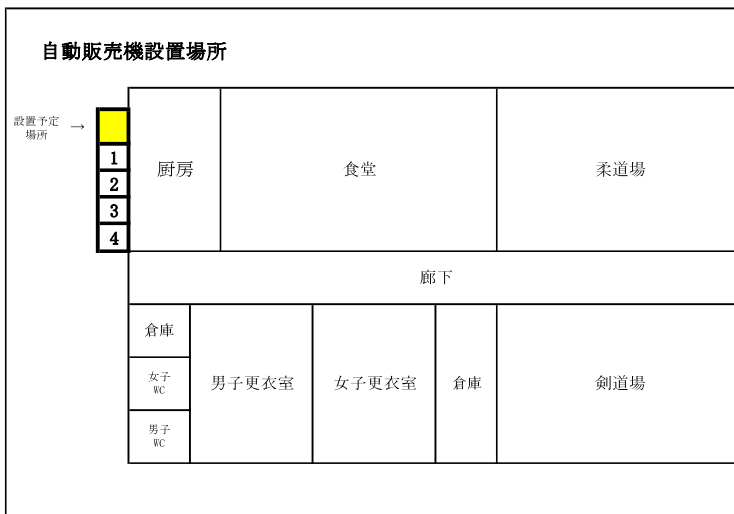 自動販売機設置場所
設置予定
場所
→
1
2
3
4
厨房
食堂
柔道場
廊下
倉庫
女子
WC
男子
WC
男子更衣室
女子更衣室
倉庫
剣道場